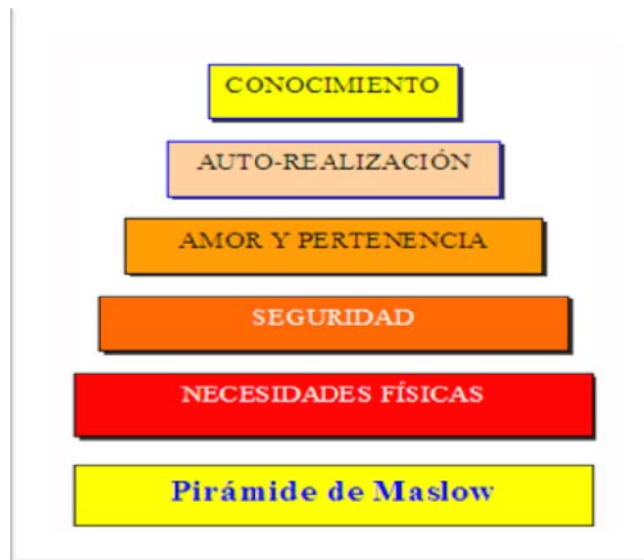 CONOCIMIENTO
AUTO-REALIZACIÓN
AMOR Y PERTENENCIA
SEGURIDAD
NECESIDADES FÍSICAS
Pirámide de Maslow